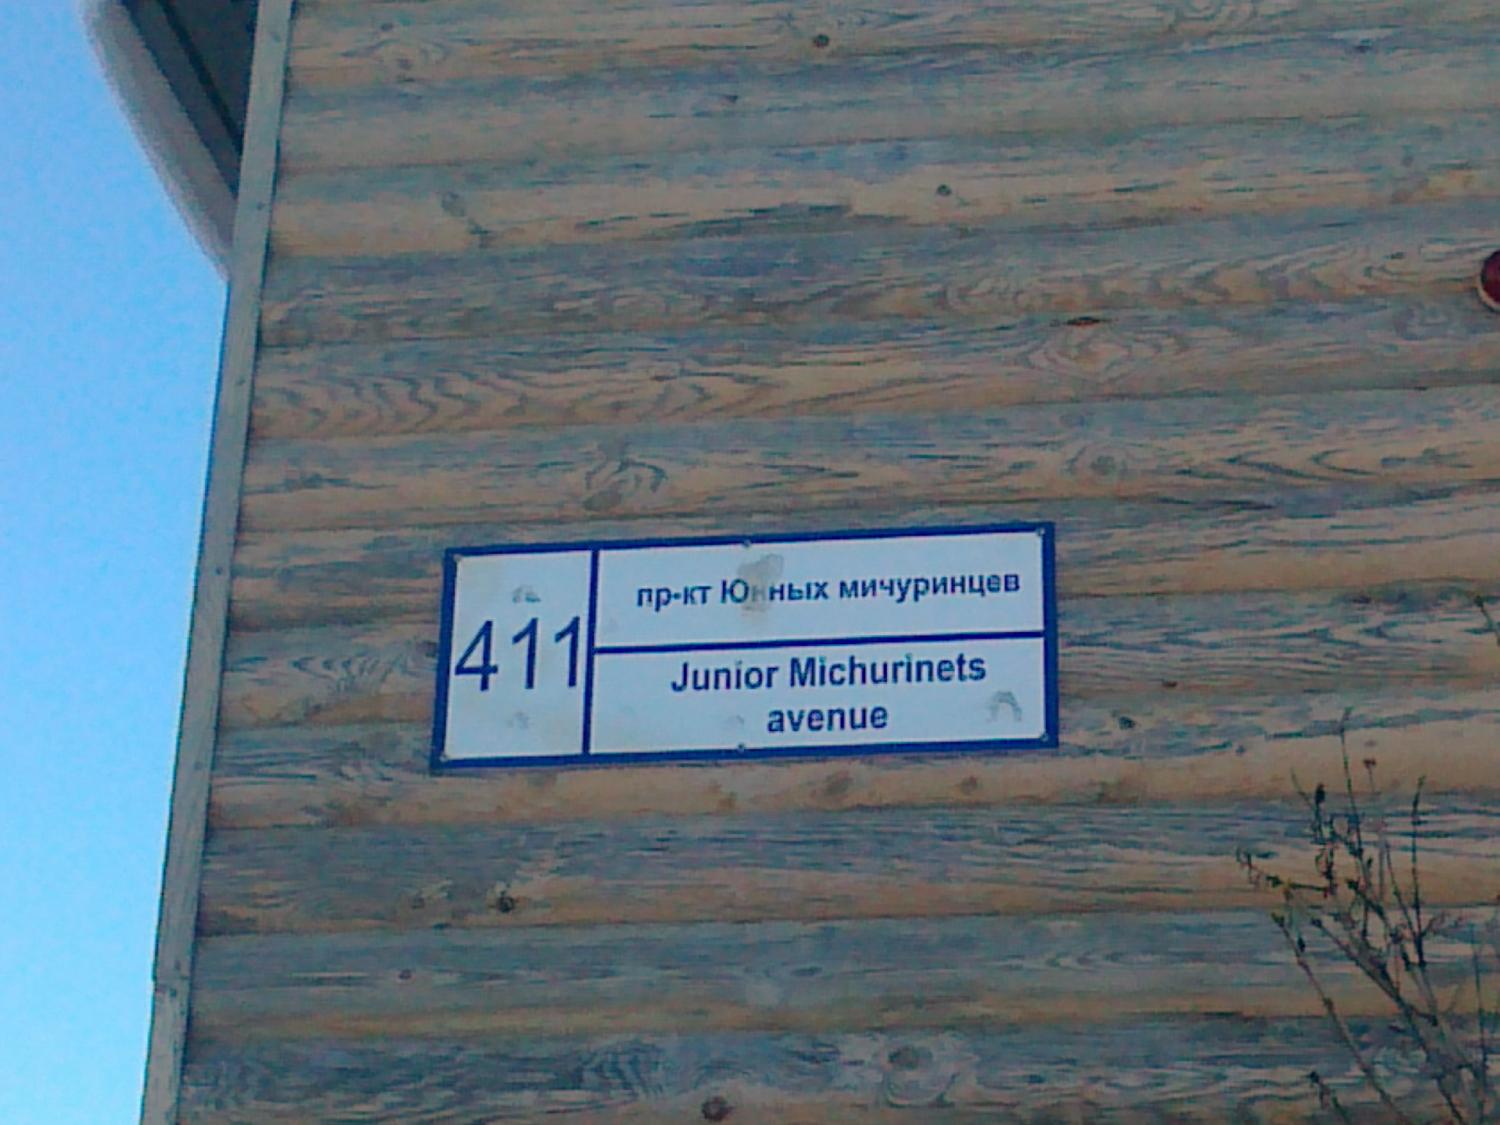 411
пр-кт Юнных мичуринцев
Junior Michurinets
avenue